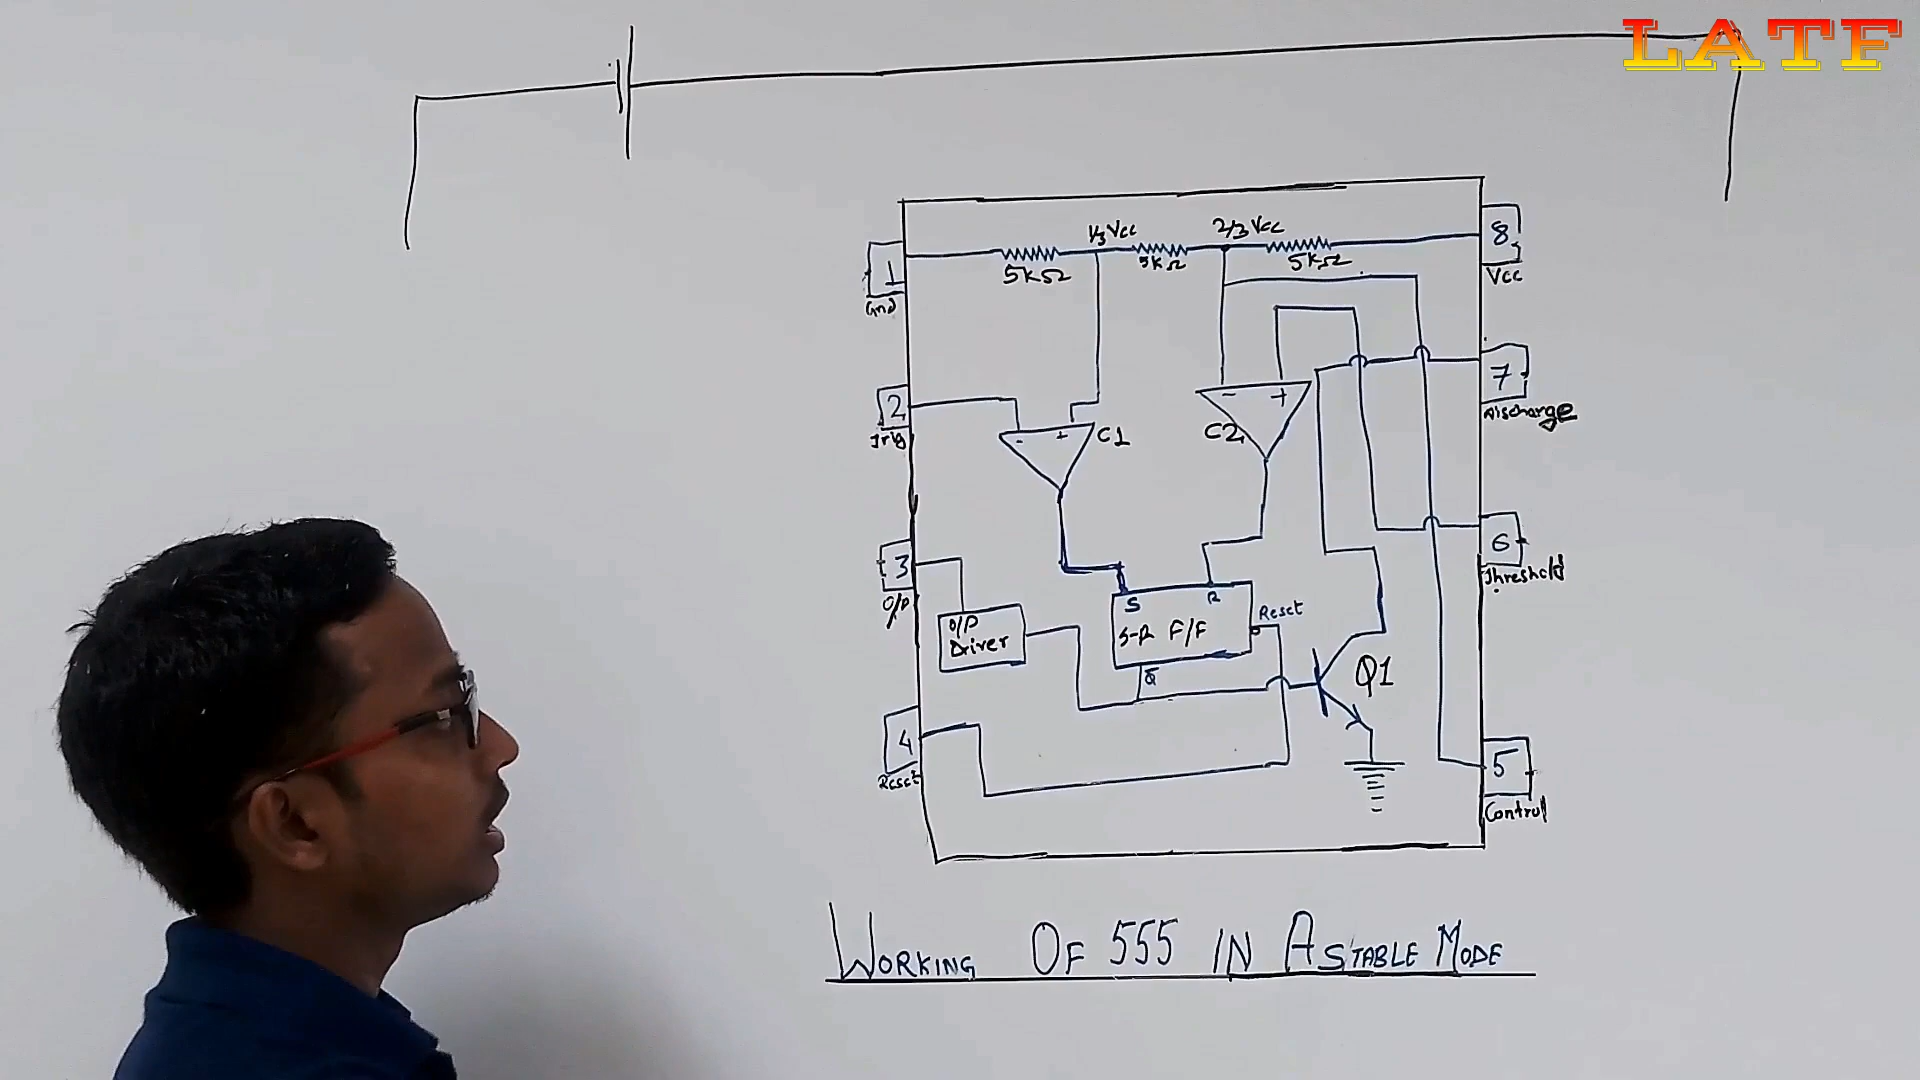 LATF
1/3 Vcc
2/3 Vcc
5kΩ
5kΩ
5kΩ
1
Gnd
8
Vcc
2
Trig
- + C1
C2
- +
7
Discharge
3
O/P
6
Threshold
O/P
Driver
S R
S-R F/F
Reset
Q̅
Q1
4
Reset
5
Control
WORKING OF 555 IN ASTABLE MODE